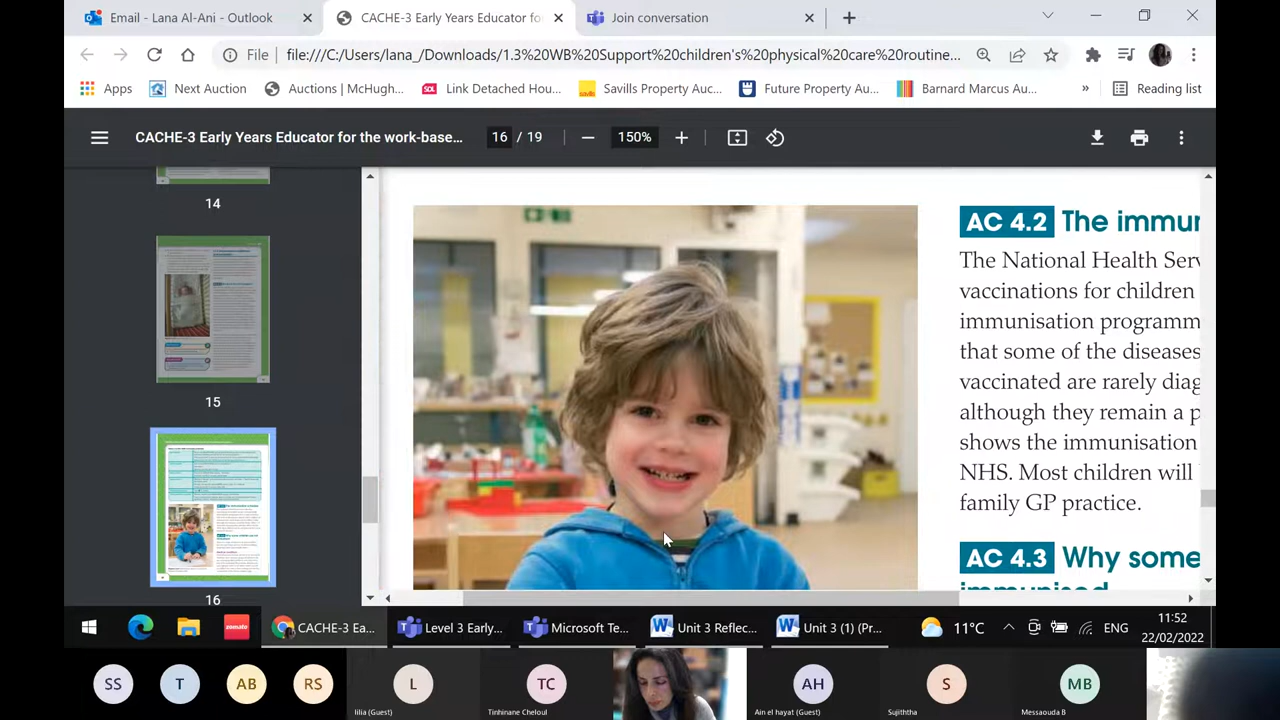 Email - Lana Al-Ani - Outlook
CACHE-3 Early Years Educator fo
Join conversation
File
file:///C:/Users/lana_/Downloads/1.3%20WB%20Support%20children's%20physical%20care%20routine...
Apps
Next Auction
Auctions | McHugh...
Link Detached Hou...
Savills Property Auc...
Future Property Au...
Barnard Marcus Au...
»
Reading list
CACHE-3 Early Years Educator for the work-base...
16 / 19
150%
14
15
16
AC 4.2 The immu
The National Health Ser
vaccinations for children
immunisation programm
that some of the diseases
vaccinated are rarely diag
although they remain a p
shows the immunisation
NHS. Most children will
family GP practice.
AC 4.3 Why some
immunised
zomato
CACHE-3 Ea...
Level 3 Early...
Microsoft Te...
Unit 3 Reflec...
Unit 3 (1) (Pr...
11°C
ENG
11:52
22/02/2022
SS
T
AB
RS
L
lilia (Guest)
TC
Tinhinane Cheloul
AH
Ain el hayat (Guest)
S
Sujiththa
MB
Messaouda B